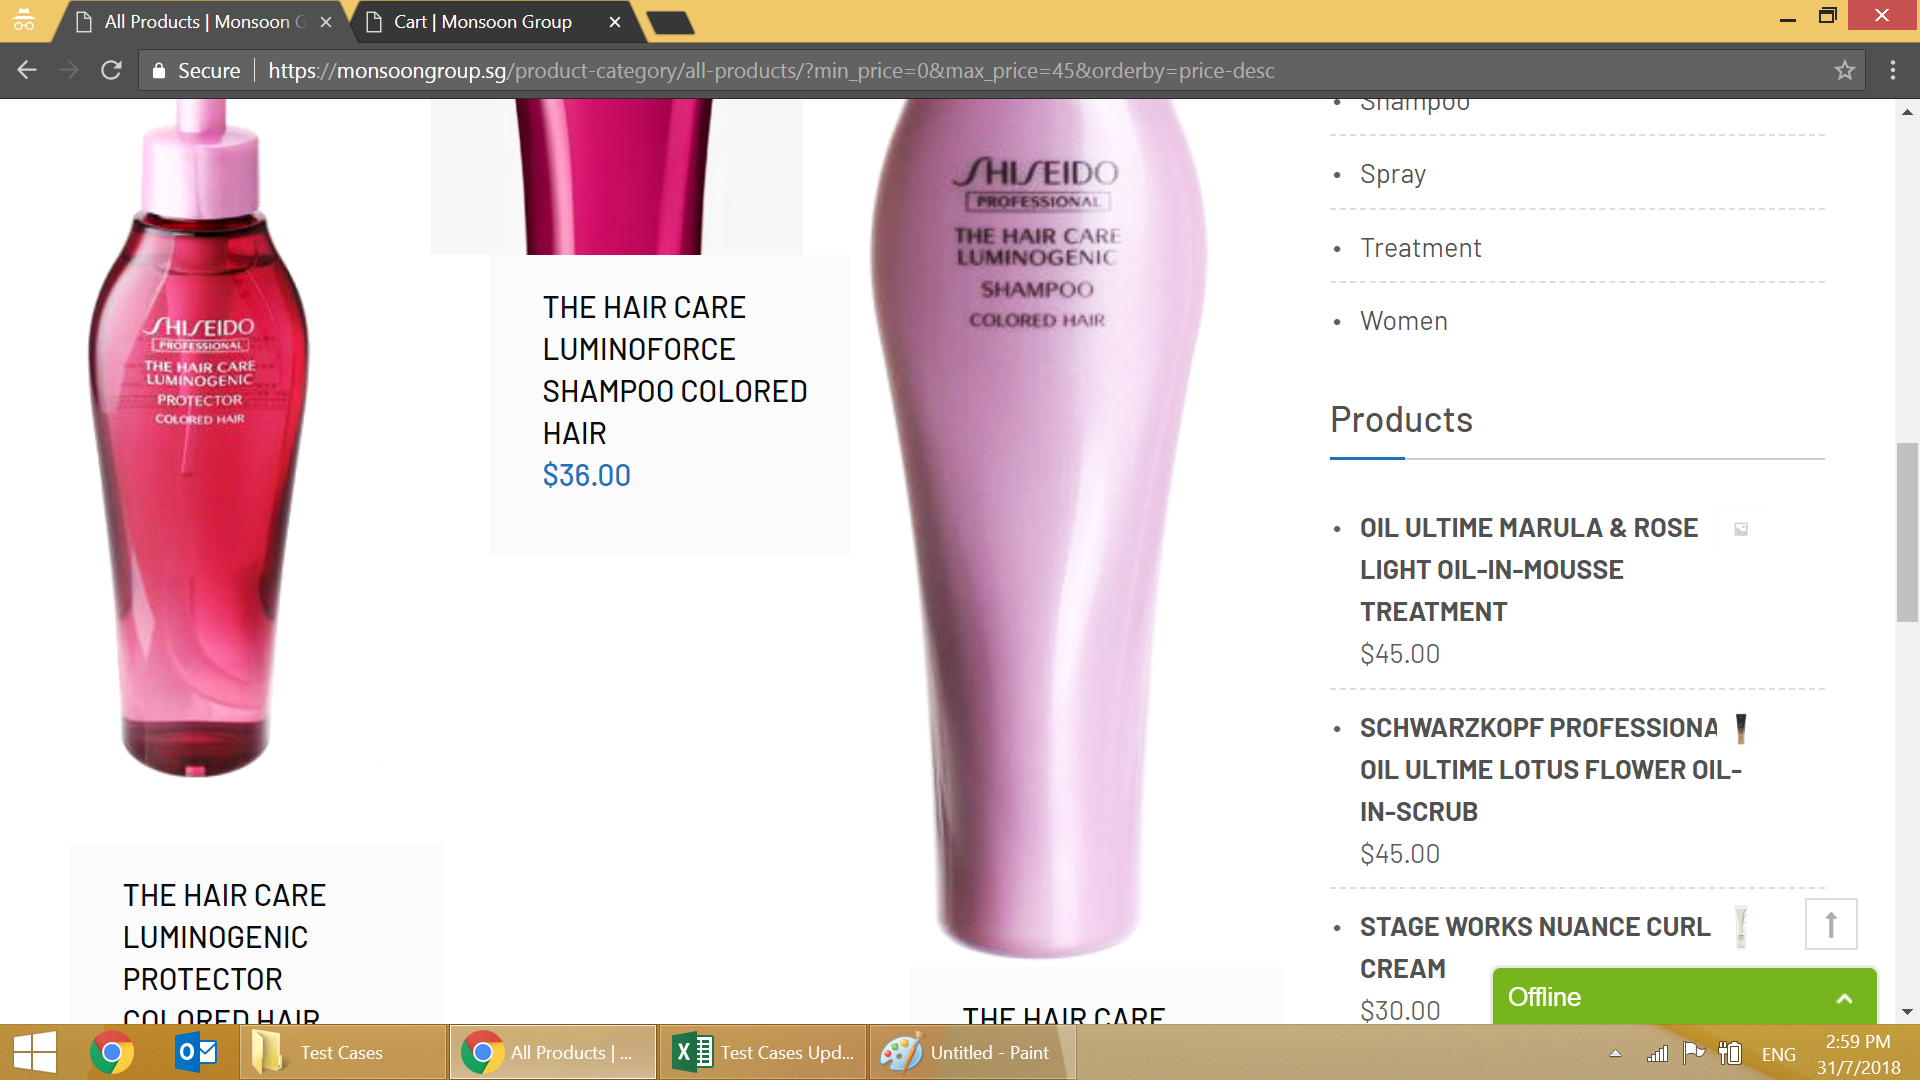 All Products | Monsoon G
Cart | Monsoon Group
Secure
https://monsoongroup.sg/product-category/all-products/?min_price=0&max_price=45&orderby=price-desc
SHISEIDO
PROFESSIONAL
THE HAIR CARE
LUMINOGENIC
PROTECTOR
COLORED HAIR
THE HAIR CARE
LUMINOGENIC
PROTECTOR
COLORED HAIR
THE HAIR CARE
LUMINOFORCE
SHAMPOO COLORED
HAIR
$36.00
SHISEIDO
PROFESSIONAL
THE HAIR CARE
LUMINOGENIC
SHAMPOO
COLORED HAIR
THE HAIR CARE
• Shampoo
• Spray
• Treatment
• Women
Products
• OIL ULTIME MARULA & ROSE
LIGHT OIL-IN-MOUSSE
TREATMENT
$45.00
• SCHWARZKOPF PROFESSIONA
OIL ULTIME LOTUS FLOWER OIL-
IN-SCRUB
$45.00
• STAGE WORKS NUANCE CURL
CREAM
$30.00
Offline
Test Cases
All Products | ...
Test Cases Upd...
Untitled - Paint
ENG
2:59 PM
31/7/2018